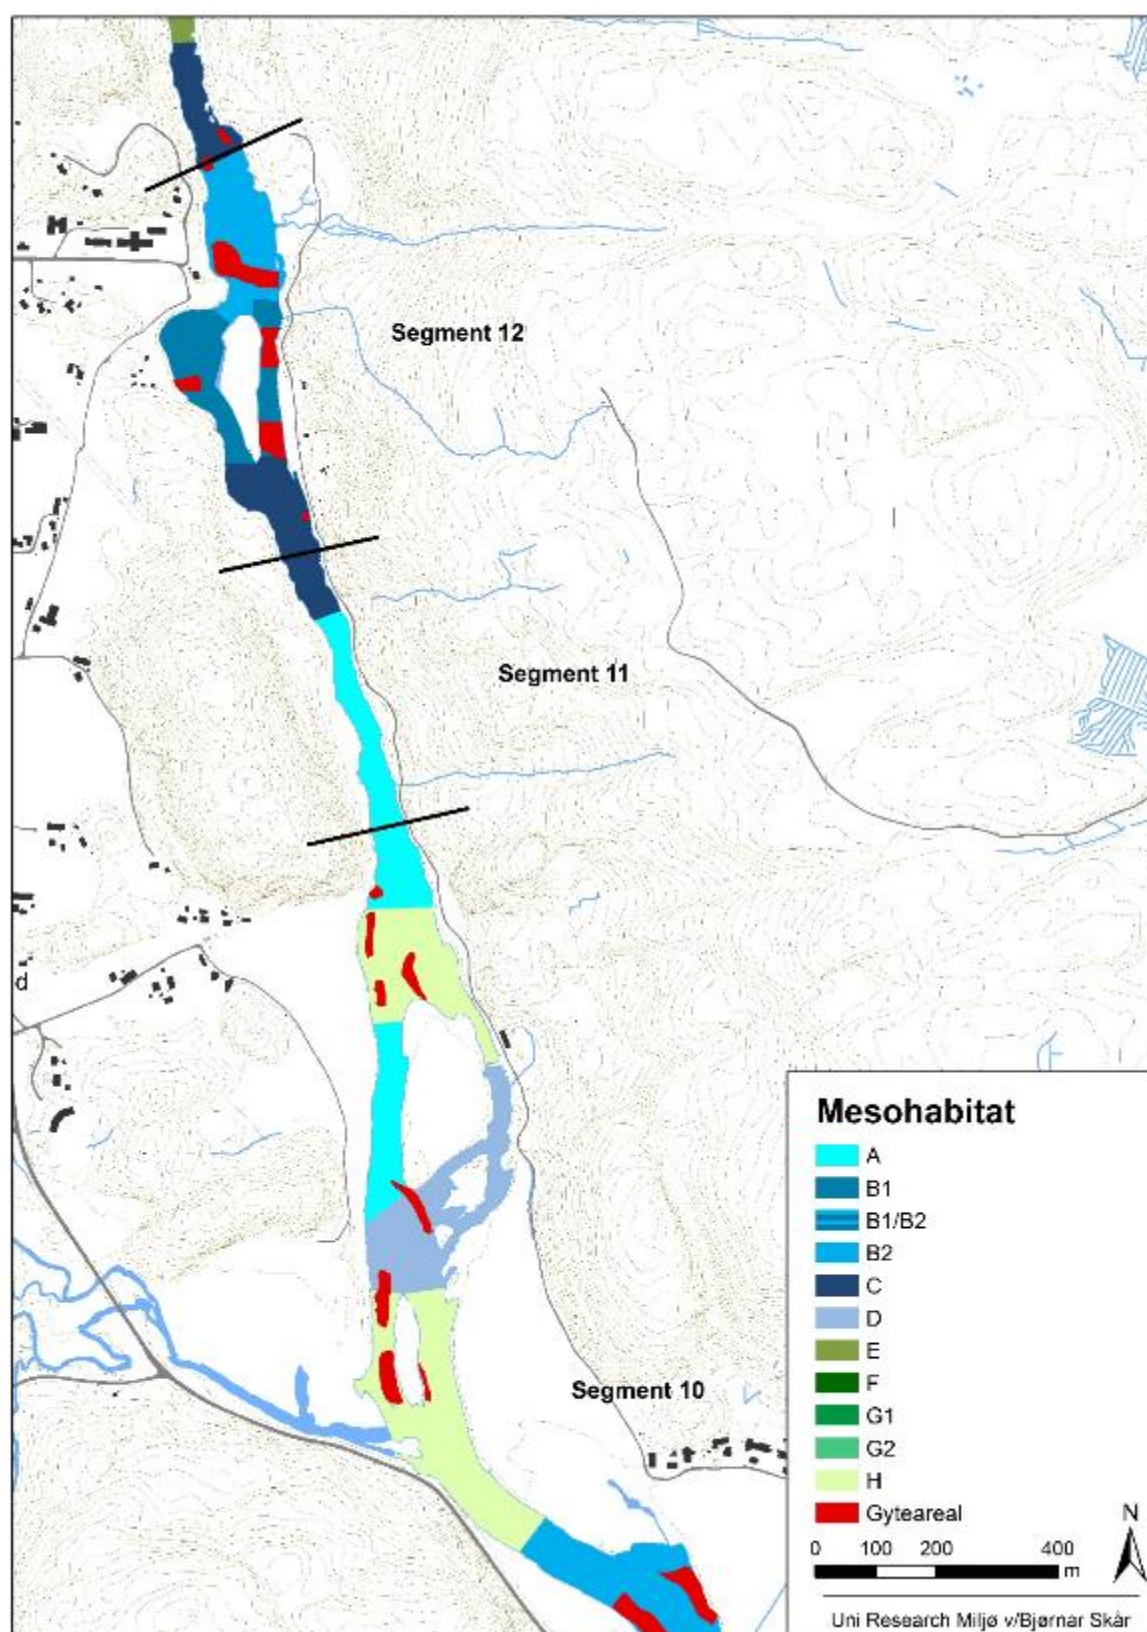 Segment 12
Segment 11
d
Segment 10
Mesohabitat
A
B1
B1/B2
B2
C
D
E
F
G1
G2
H
Gyteareal
N
0 100 200 400
m
Uni Research Miljø v/Bjørnar Skår